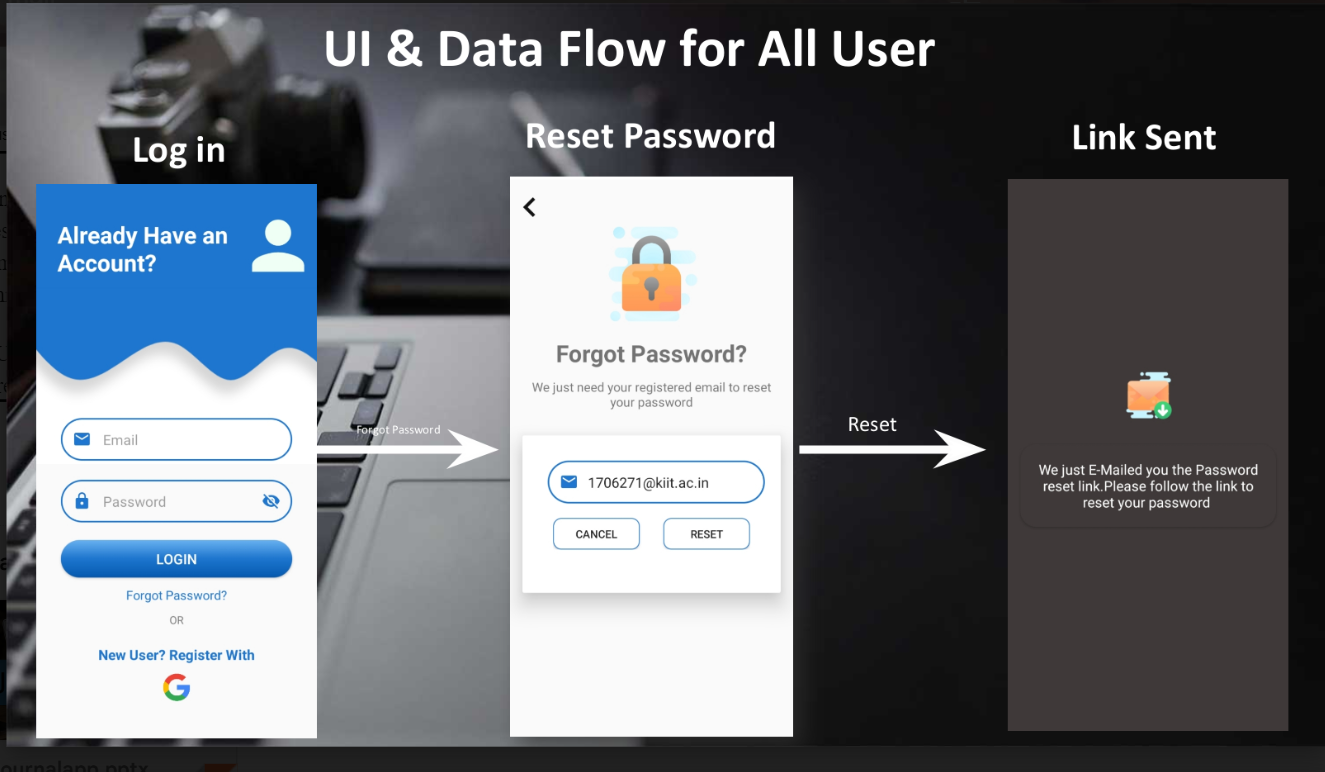 UI & Data Flow for All User
Log in
Already Have an
Account?
Email
Password
LOGIN
Forgot Password?
OR
New User? Register With
Forgot Password
Reset Password
Forgot Password?
We just need your registered email to reset
your password
1706271@kiit.ac.in
CANCEL
RESET
Reset
Link Sent
We just E-Mailed you the Password
reset link.Please follow the link to
reset your password